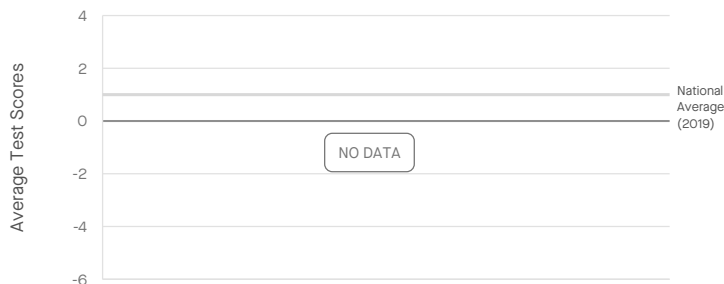 4
2
0
-2
-4
-6
Average Test Scores
NO DATA
National
Average
(2019)